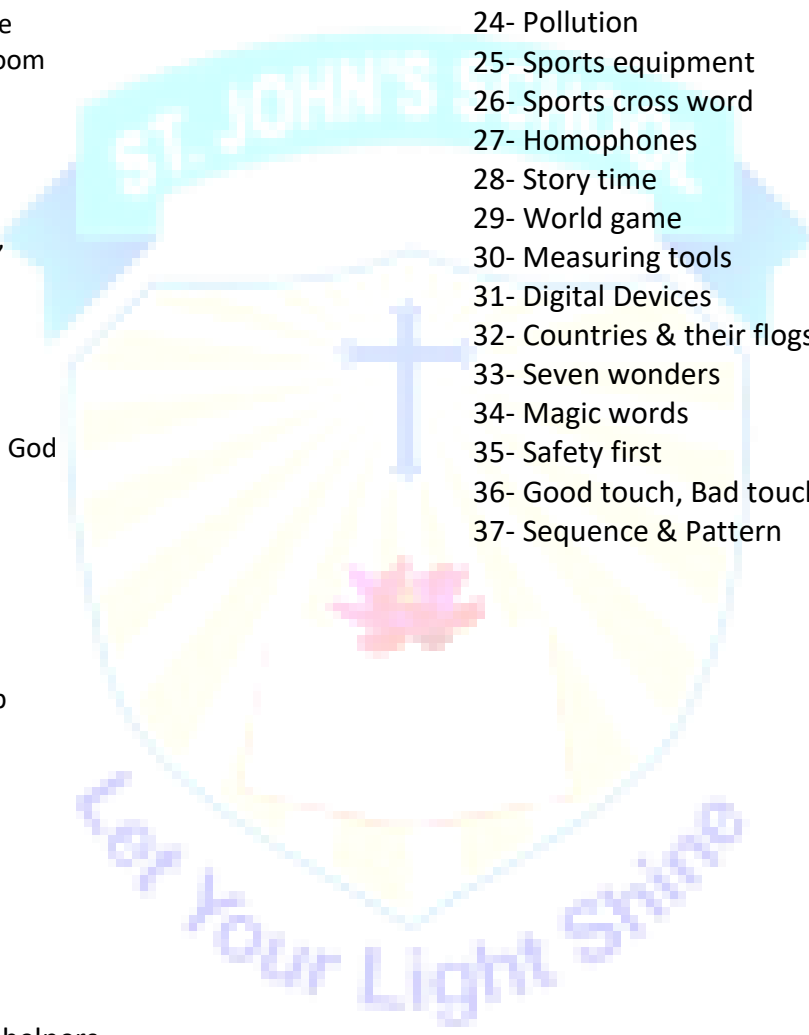 ST. JOHN'S SCHOOL
e
oom
God
helpers
24- Pollution
25- Sports equipment
26- Sports cross word
27- Homophones
28- Story time
29- World game
30- Measuring tools
31- Digital Devices
32- Countries & their flogs
33- Seven wonders
34- Magic words
35- Safety first
36- Good touch, Bad touch
37- Sequence & Pattern
Let Your Light Shine